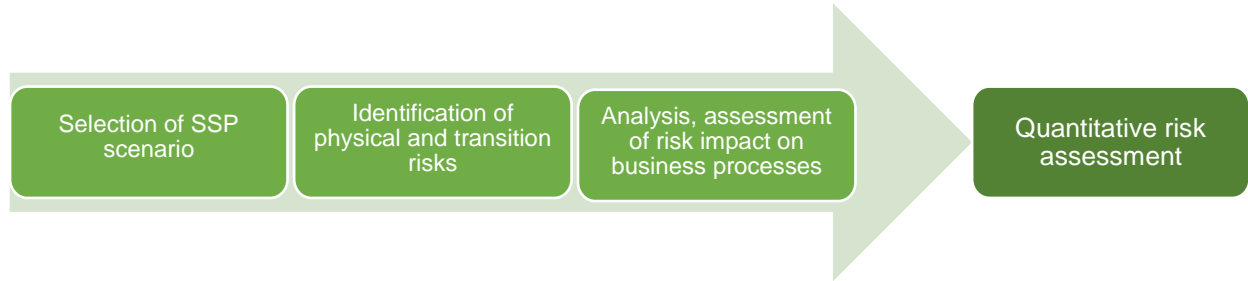 Selection of SSP
scenario
Identification of
physical and transition
risks
Analysis, assessment
of risk impact on
business processes
Quantitative risk
assessment